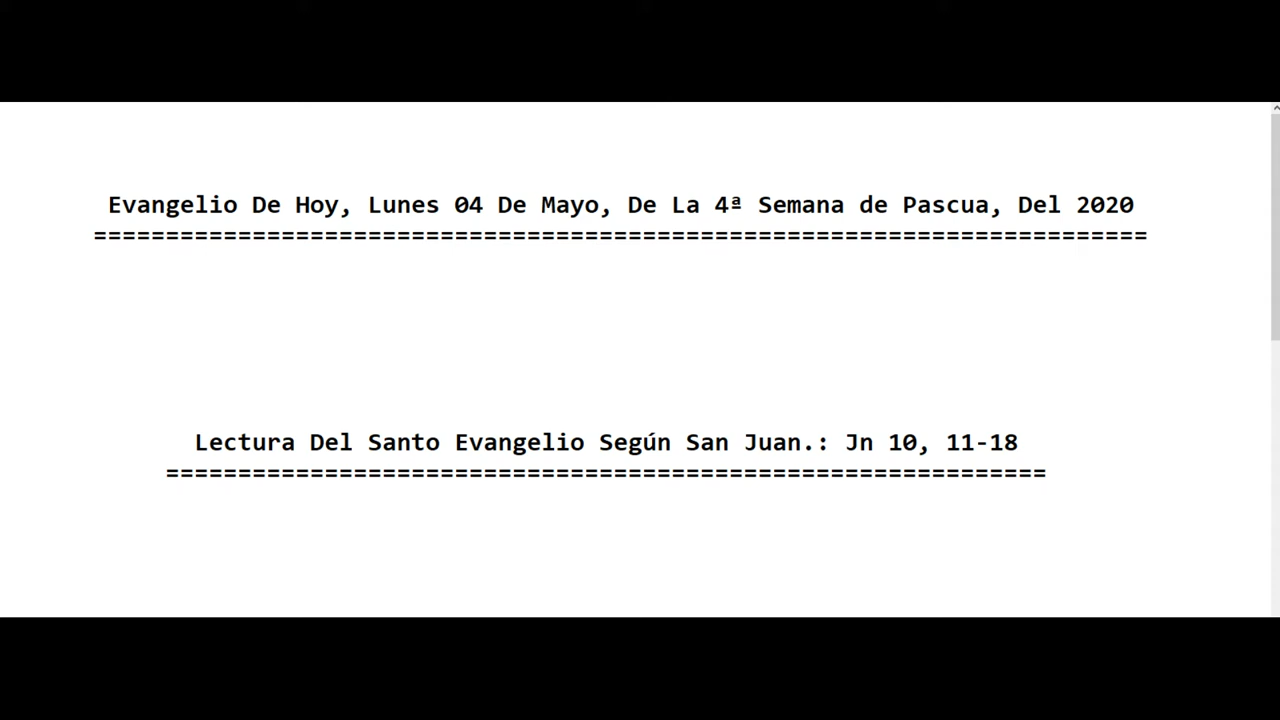 Evangelio De Hoy, Lunes 04 De Mayo, De La 4ª Semana de Pascua, Del 2020
=========================================================================
Lectura Del Santo Evangelio Según San Juan.: Jn 10, 11-18
=============================================================